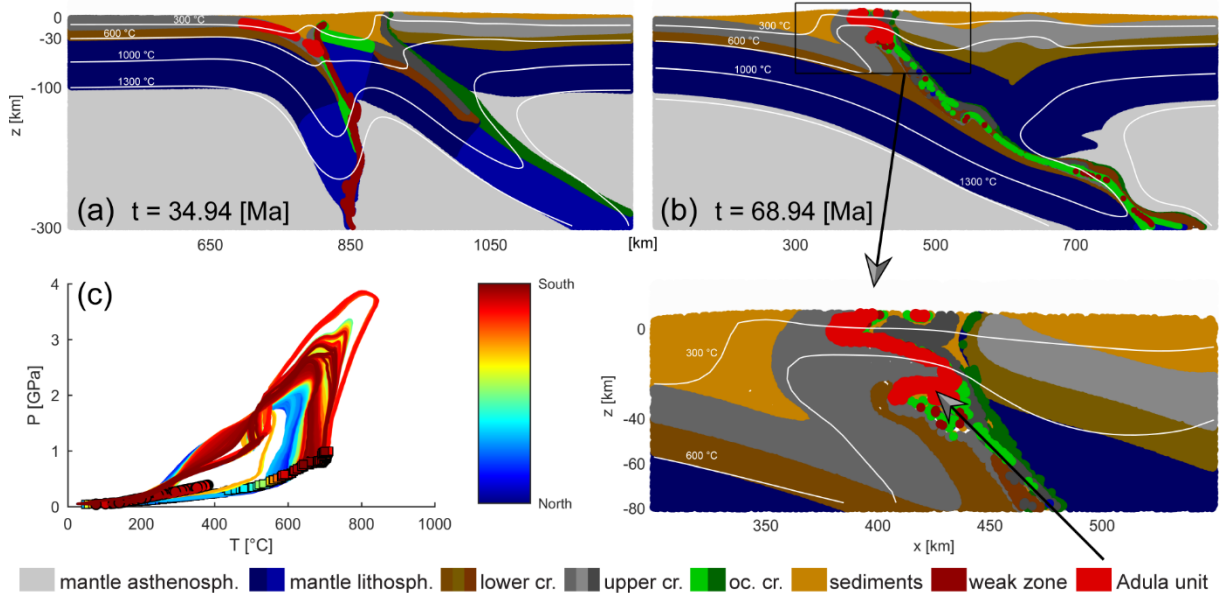 0
-30
-100
-300
z [km]
300 °C
600 °C
1000 °C
1300 °C
(a) t = 34.94 [Ma]
650 850 1050 [km]
300 °C
600 °C
1000 °C
1300 °C
(b) t = 68.94 [Ma]
300 500 700
(c)
4
3
2
1
0
P [GPa]
0 200 400 600 800 1000
T [°C]
South
North
0
-20
-40
-60
-80
z [km]
300 °C
600 °C
350 400 450 500
x [km]
mantle asthenosph. mantle lithosph. lower cr. upper cr. oc. cr. sediments weak zone Adula unit